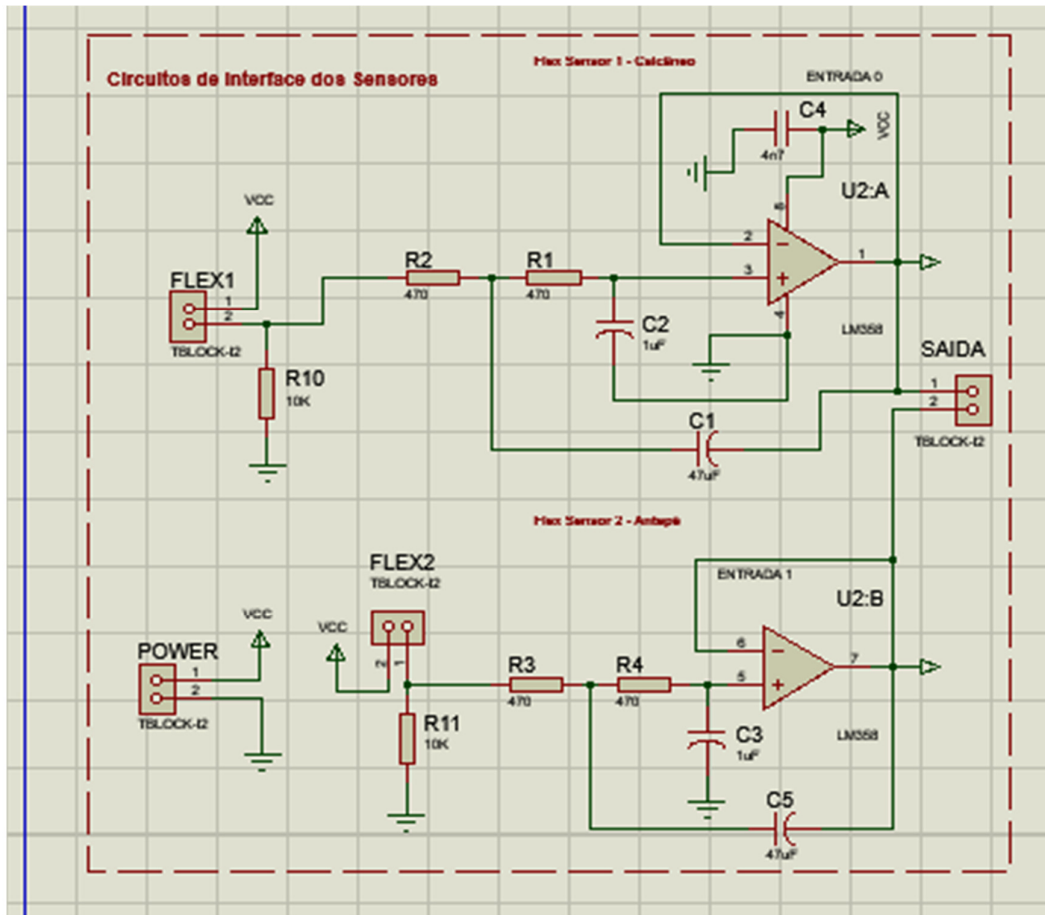 Circuitos de Interface dos Sensores
Flex Sensor 1 - Calcâneo
ENTRADA 0
C4
4n7
VCC
U2:A
8
2
3
1
4
LM358
VCC
FLEX1
1
2
TBLOCK-I2
R10
10K
R2
470
R1
470
C2
1uF
C1
47uF
SAIDA
1
2
TBLOCK-I2
Flex Sensor 2 - Antepé
FLEX2
TBLOCK-I2
VCC
2
1
R11
10K
POWER
VCC
1
2
TBLOCK-I2
R3
470
R4
470
C3
1uF
C5
47uF
ENTRADA 1
U2:B
6
5
7
LM358